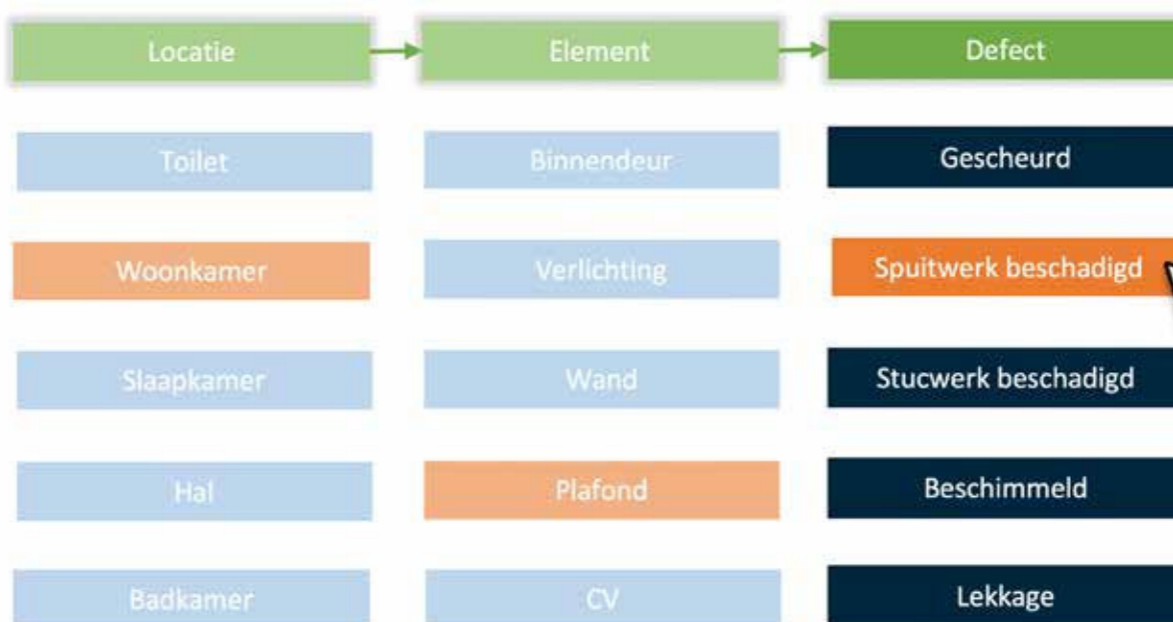 Locatie
Element
Defect
Toilet
Binnendeur
Gescheurd
Woonkamer
Verlichting
Spuitwerk beschadigd
Slaapkamer
Wand
Stucwerk beschadigd
Hal
Plafond
Beschimmeld
Badkamer
CV
Lekkage